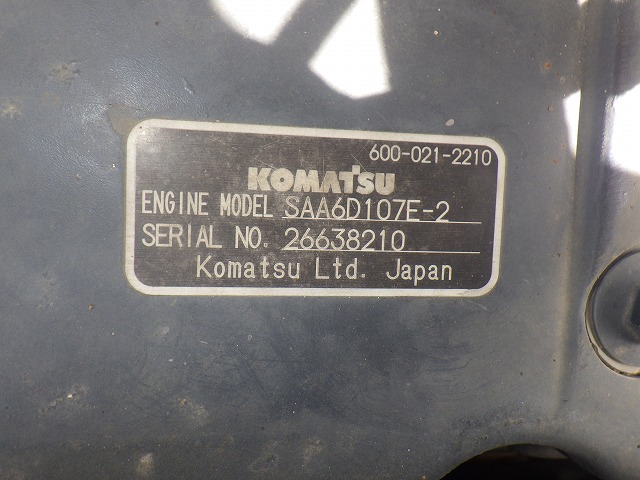 600-021-2210
KOMATSU
ENGINE MODEL SAA6D107E-2
SERIAL NO. 26638210
Komatsu Ltd. Japan